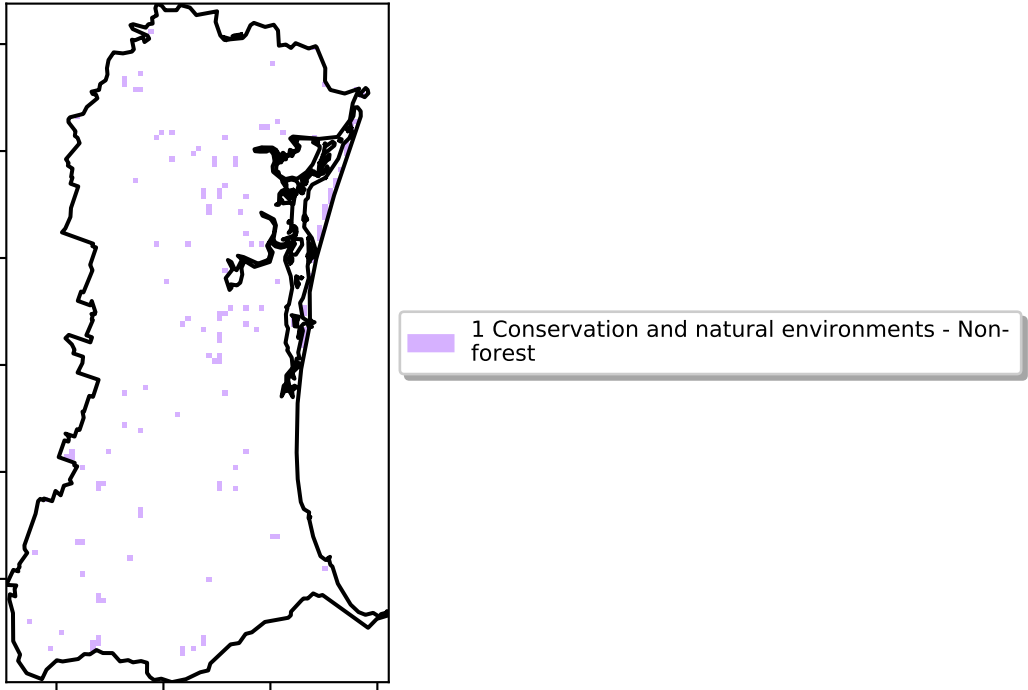 1 Conservation and natural environments - Non-
forest